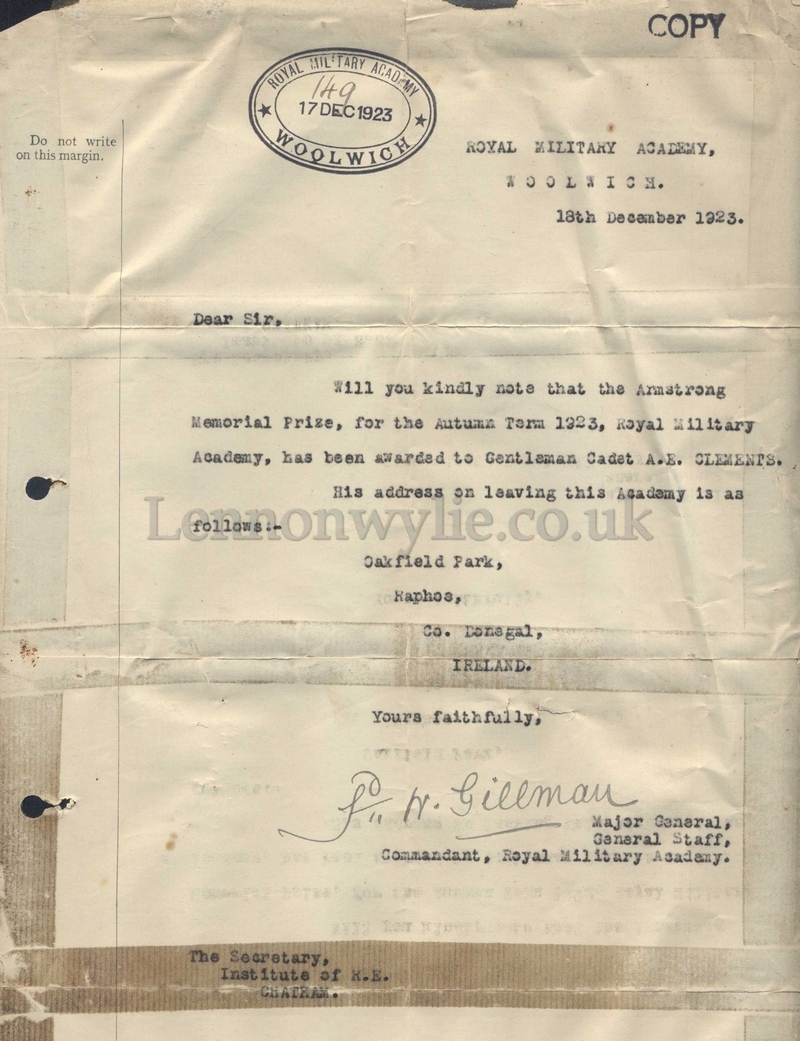 COPY
ROYAL MILITARY ACADEMY
149
17 DEC 1923
WOOLWICH
Do not write
on this margin.
ROYAL MILITARY ACADEMY,
WOOLWICH.
18th December 1923.
Dear Sir,
Will you kindly note that the Armstrong
Memorial Prize, for the Autumn Term 1923, Royal Military
Academy, has been awarded to Gentleman Cadet A.E. CLEMENTS.
His address on leaving this Academy is as
follows:-
Lennonwylie.co.uk
Oakfield Park,
Raphoe,
Co. Donegal,
IRELAND.
Yours faithfully,
W. Gillman
Major General,
General Staff,
Commandant, Royal Military Academy.
The Secretary,
Institute of R.E.
CHATHAM.